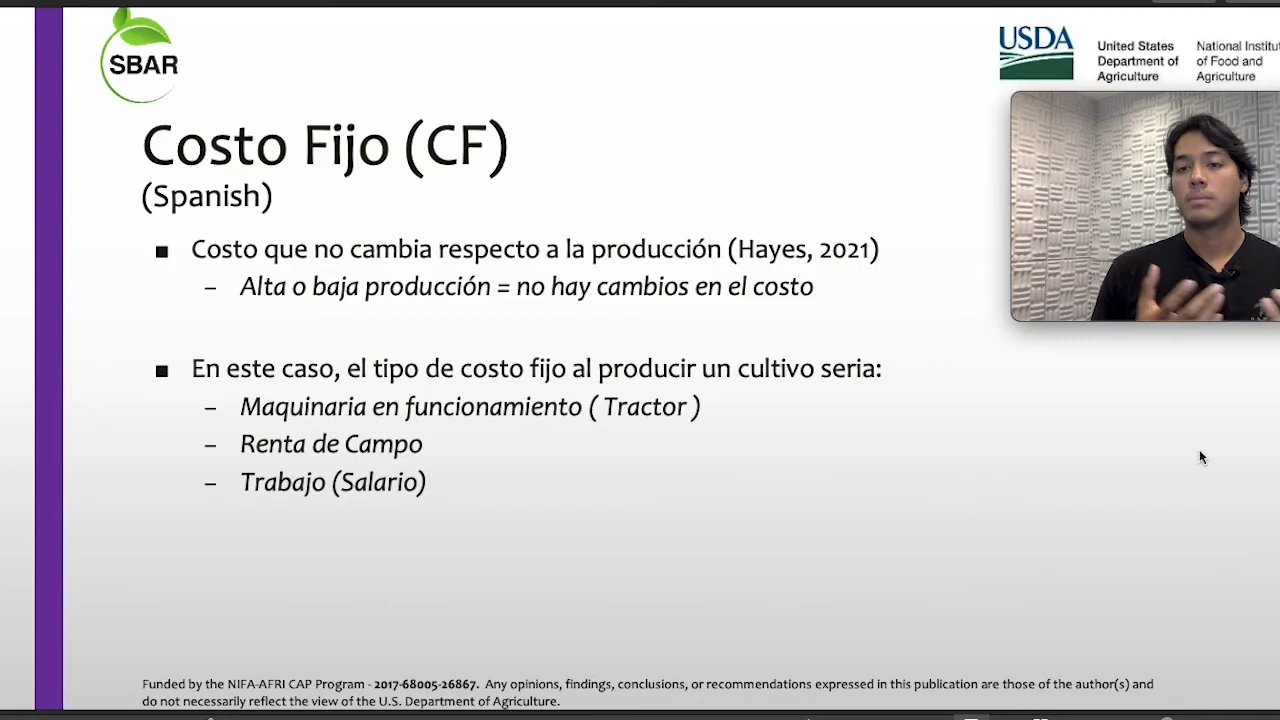 SBAR
USDA
United States
Department of
Agriculture
National
of Food and
Agriculture
Costo Fijo (CF)
(Spanish)
■ Costo que no cambia respecto a la producción (Hayes, 2021)
– Alta o baja producción = no hay cambios en el costo
■ En este caso, el tipo de costo fijo al producir un cultivo seria:
– Maquinaria en funcionamiento ( Tractor )
– Renta de Campo
– Trabajo (Salario)
Funded by the NIFA-AFRI CAP Program - 2017-68005-26867. Any opinions, findings, conclusions, or recommendations expressed in this publication are those of the author(s) and
do not necessarily reflect the view of the U.S. Department of Agriculture.